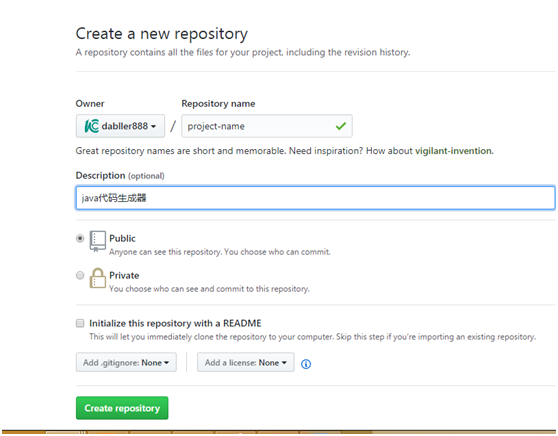 Create a new repository
A repository contains all the files for your project, including the revision history.
Owner Repository name
dabller888 / project-name
Great repository names are short and memorable. Need inspiration? How about vigilant-invention.
Description (optional)
java代码生成器
Public
Anyone can see this repository. You choose who can commit.
Private
You choose who can see and commit to this repository.
Initialize this repository with a README
This will let you immediately clone the repository to your computer. Skip this step if you're importing an existing repository.
Add .gitignore: None Add a license: None
Create repository